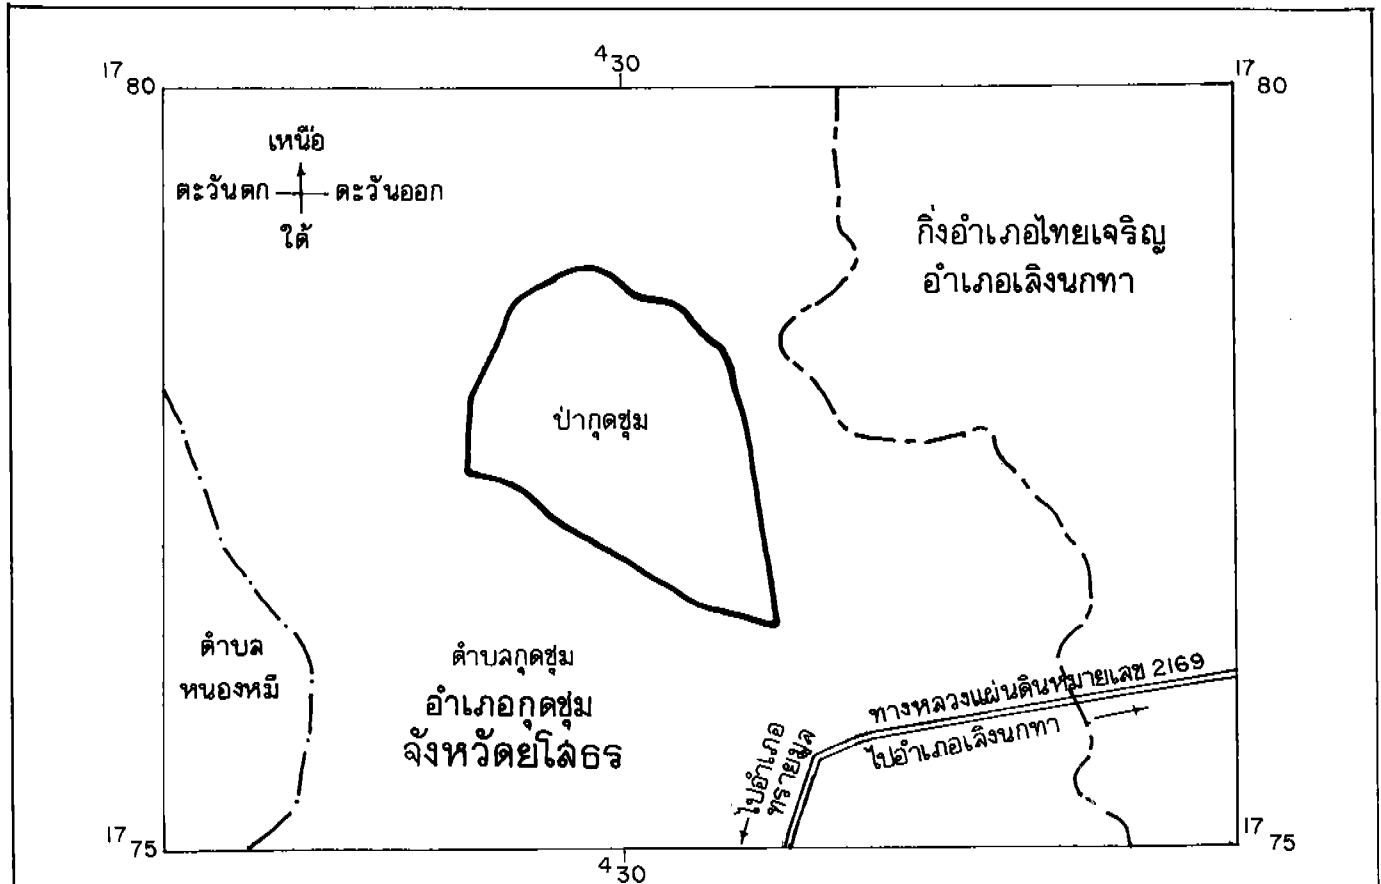 4 30
17 80
17 80
เหนือ
ตะวันตก ตะวันออก
ใต้
กิ่งอำเภอไทยเจริญ
อำเภอเลิงนกทา
ป่ากุดชุม
ตำบล
หนองหมี
ตำบลกุดชุม
อำเภอกุดชุม
จังหวัดยโสธร
ทางหลวงแผ่นดินหมายเลข 2169
ไปอำเภอเลิงนกทา
ไปอำเภอ
ทรายมูล
17 75
17 75
4 30